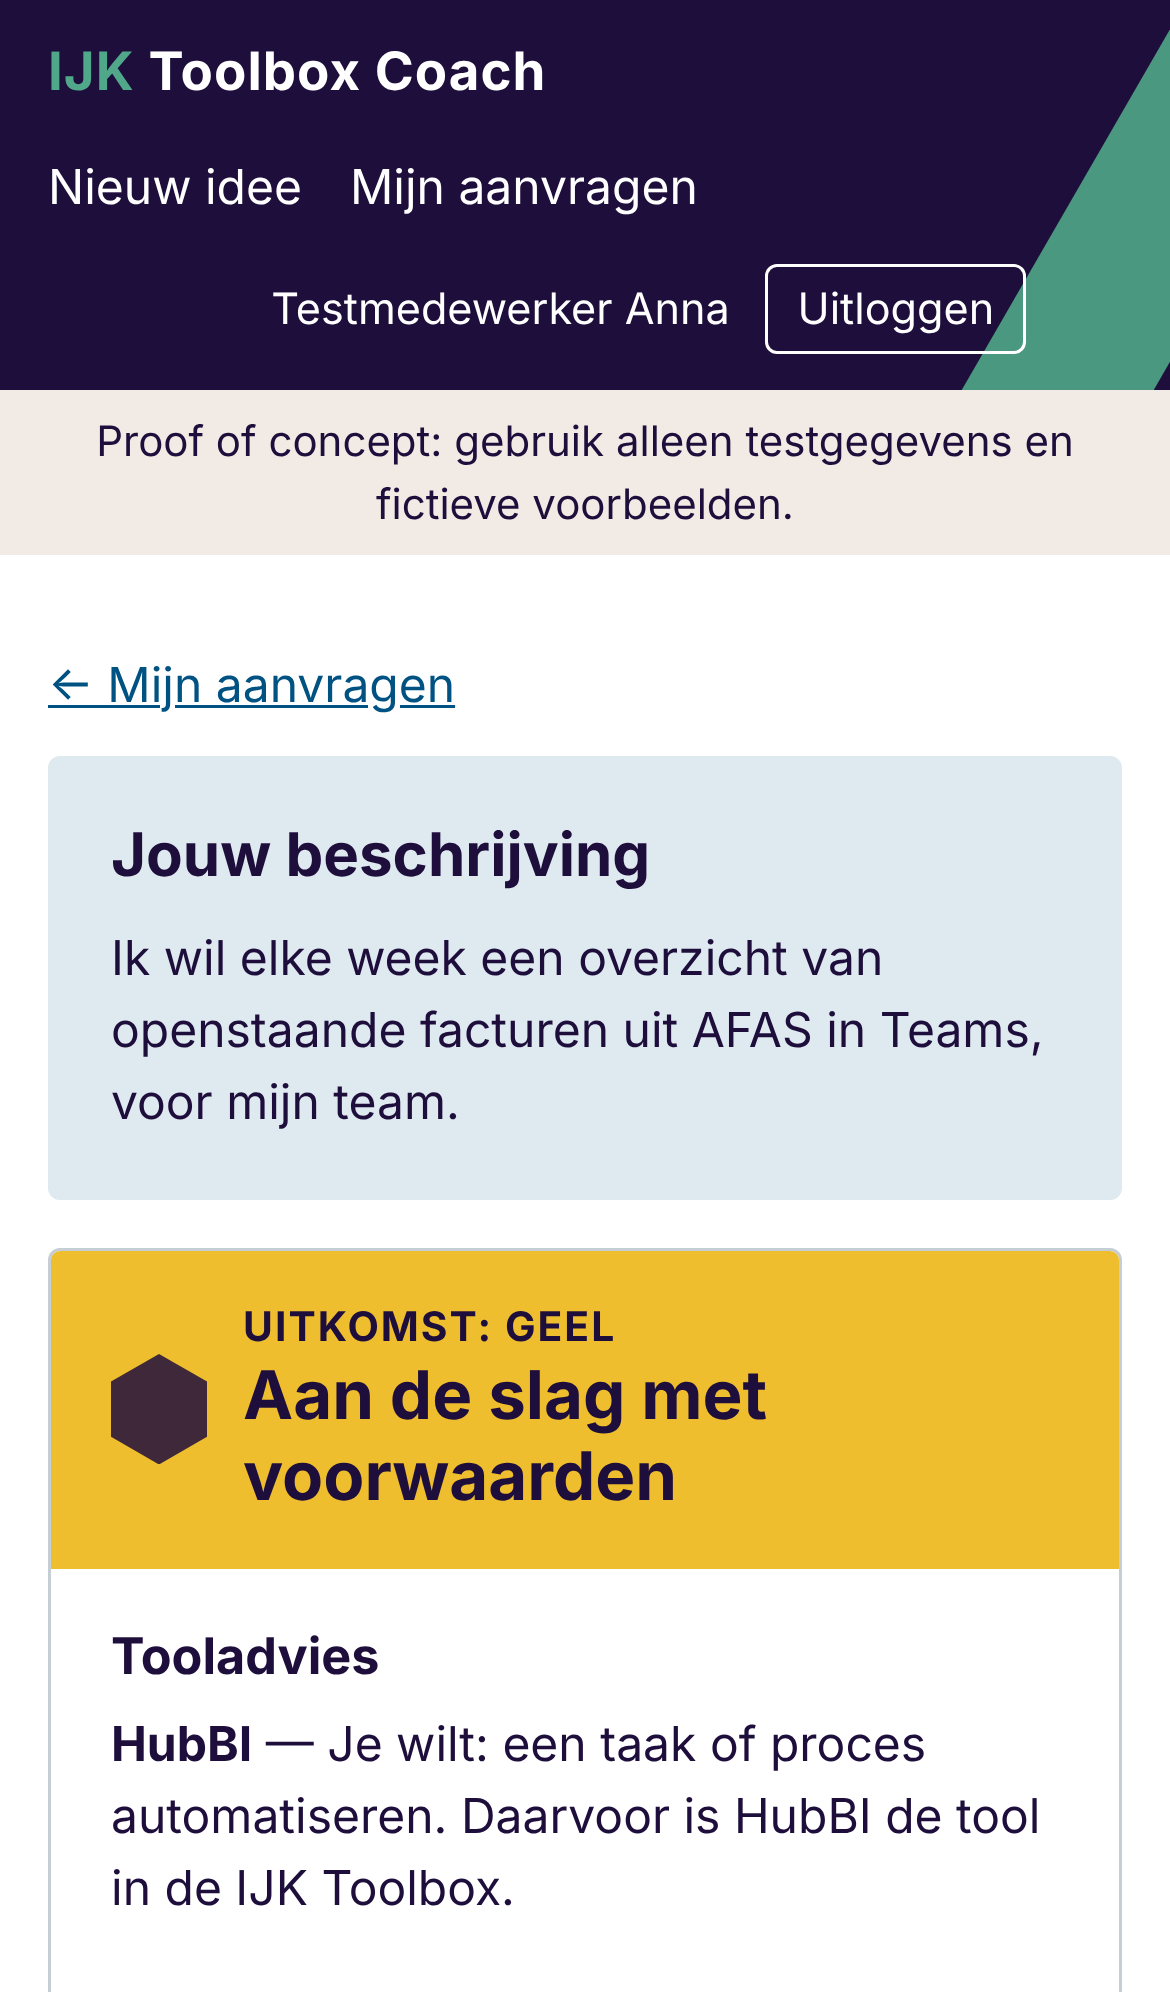 IJK Toolbox Coach
Nieuw idee Mijn aanvragen
Testmedewerker Anna Uitloggen
Proof of concept: gebruik alleen testgegevens en
fictieve voorbeelden.
← Mijn aanvragen
Jouw beschrijving
Ik wil elke week een overzicht van
openstaande facturen uit AFAS in Teams,
voor mijn team.
UITKOMST: GEEL
Aan de slag met
voorwaarden
Tooladvies
HubBI — Je wilt: een taak of proces
automatiseren. Daarvoor is HubBI de tool
in de IJK Toolbox.